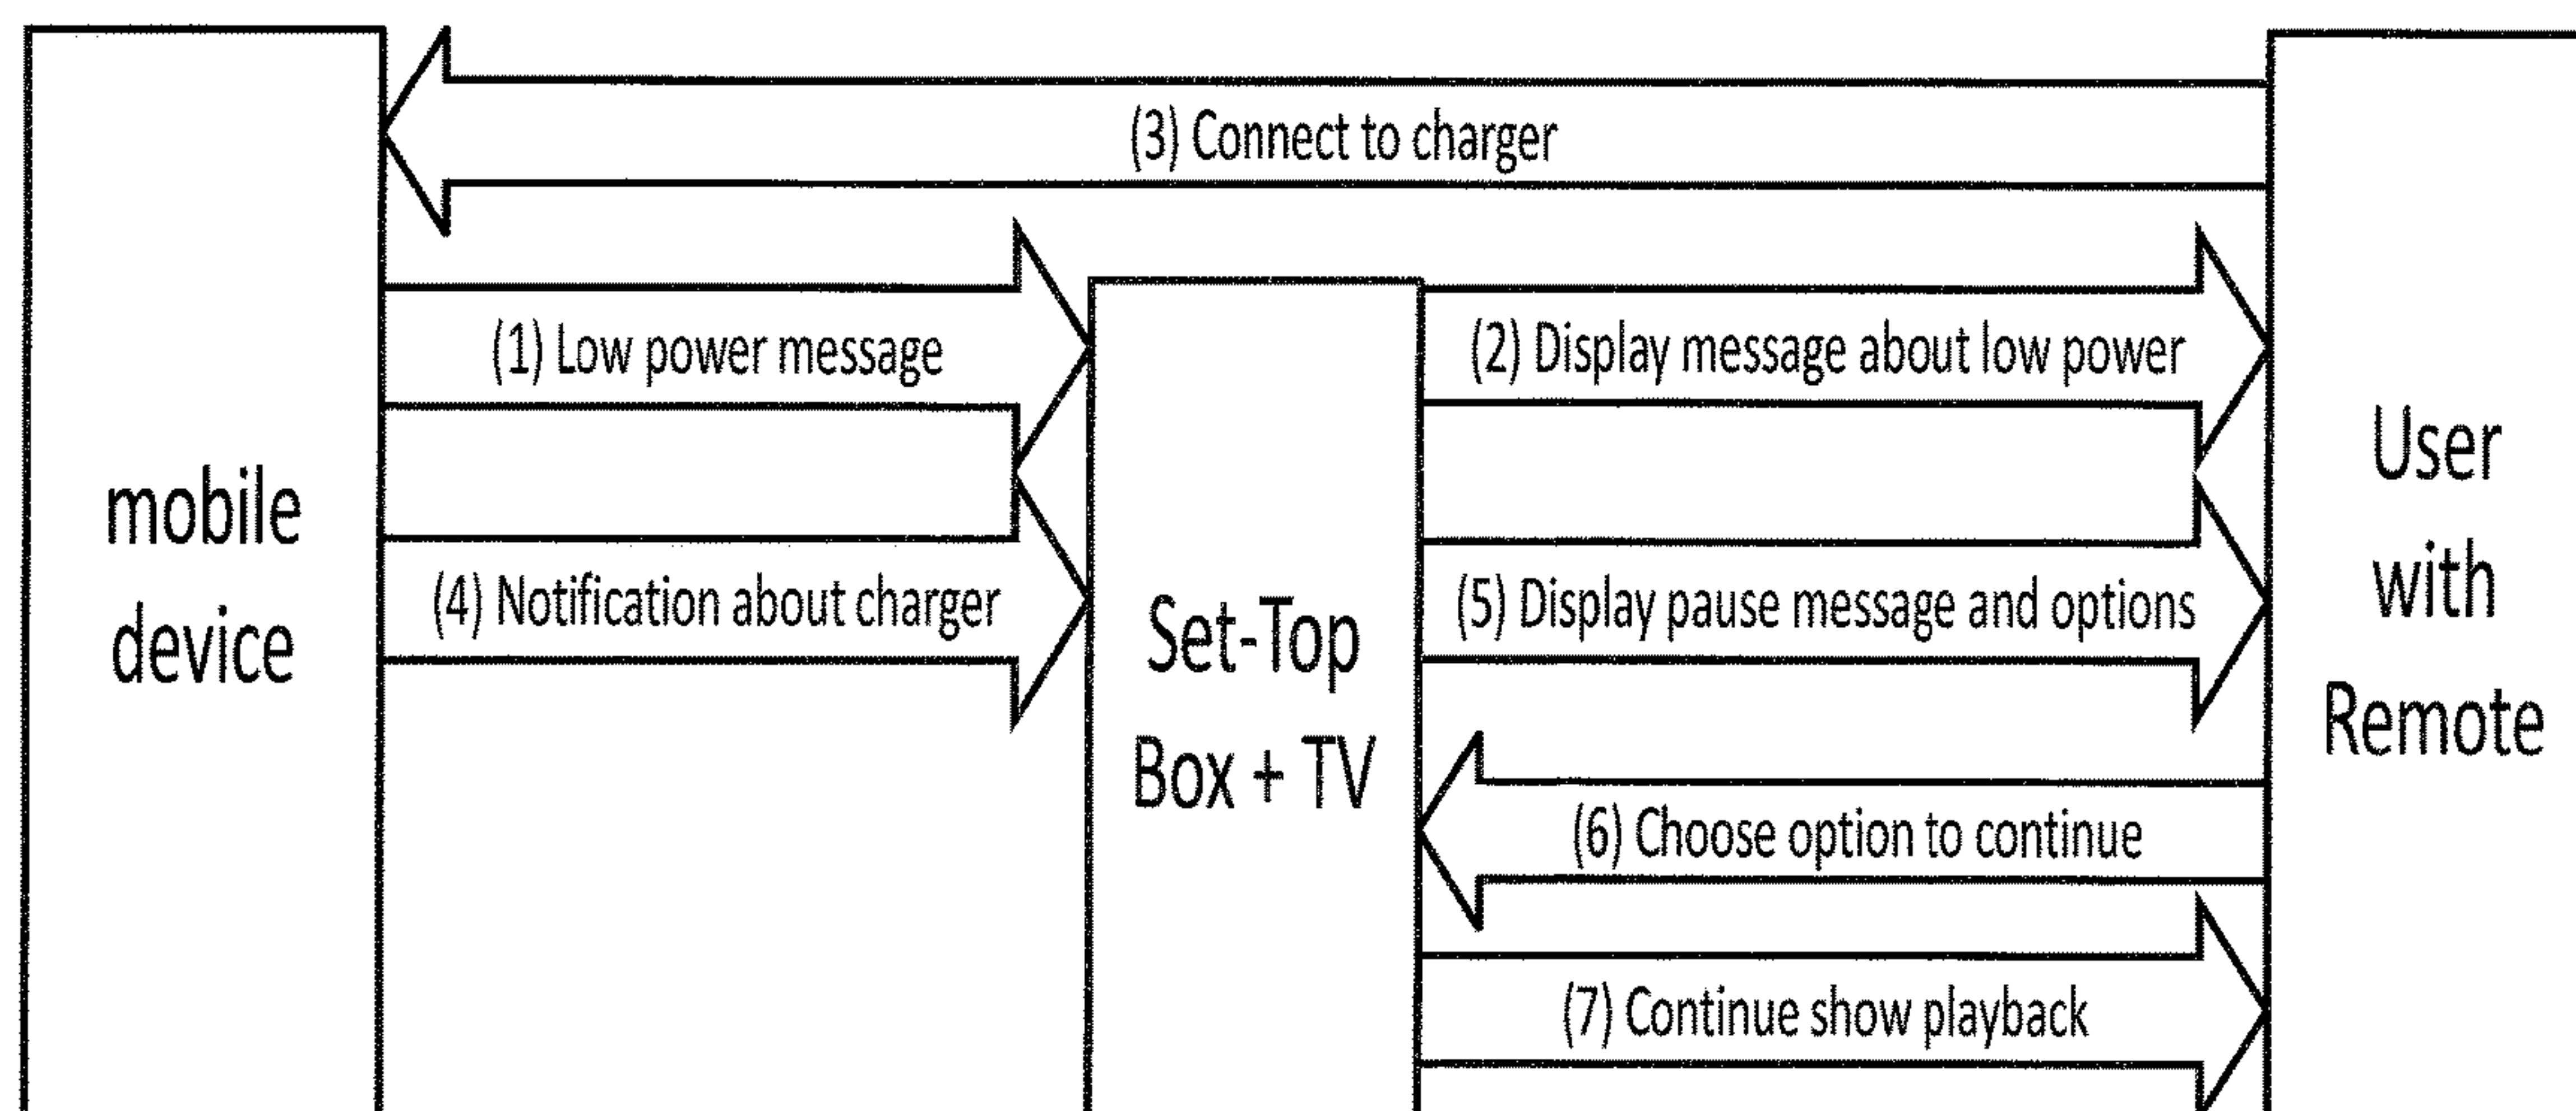 (3) Connect to charger
(1) Low power message
(2) Display message about low power
mobile
device
User
with
Remote
(4) Notification about charger
(5) Display pause message and options
Set-Top
Box + TV
(6) Choose option to continue
(7) Continue show playback